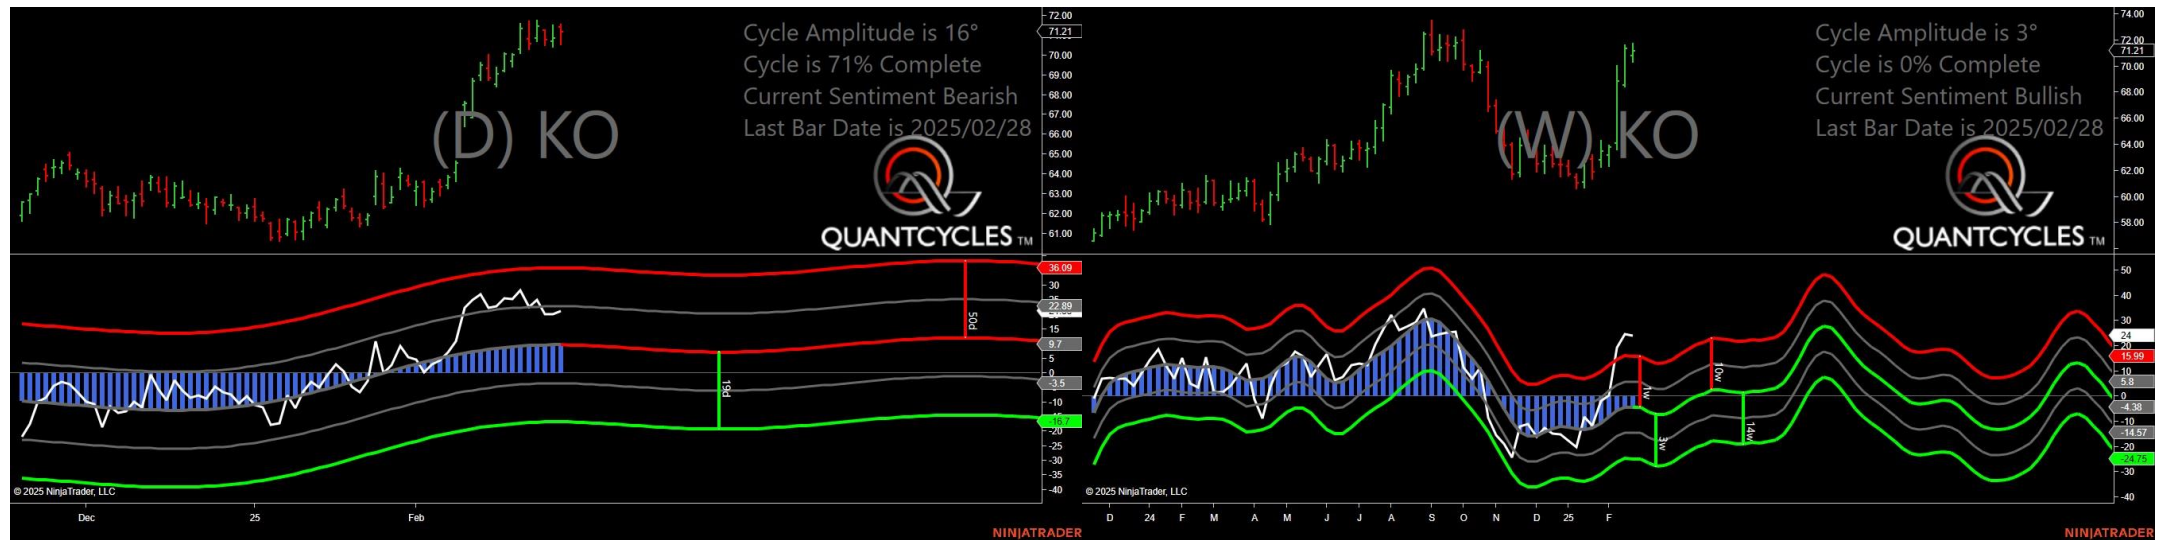 Cycle Amplitude is 16°
Cycle is 71% Complete
Current Sentiment Bearish
Last Bar Date is 2025/02/28
(D) KO
QUANTCYCLES TM
72.00
71.21
70.00
69.00
68.00
67.00
66.00
65.00
64.00
63.00
62.00
61.00
36.09
30
25
22.89
15
9.7
5
0
-3.5
-10
-16.7
-20
-25
-30
-35
-40
50d
19d
© 2025 NinjaTrader, LLC
Dec
25
Feb
NINJATRADER
Cycle Amplitude is 3°
Cycle is 0% Complete
Current Sentiment Bullish
Last Bar Date is 2025/02/28
(W) KO
QUANTCYCLES TM
74.00
72.00
71.21
70.00
68.00
66.00
64.00
62.00
60.00
58.00
50
40
30
24
20
15.99
10
5.8
0
-4.38
-10
-14.57
-20
-24.75
-30
-40
1w
3w
10w
14w
© 2025 NinjaTrader, LLC
D
24
F
M
A
M
J
J
A
S
O
N
D
25
F
NINJATRADER